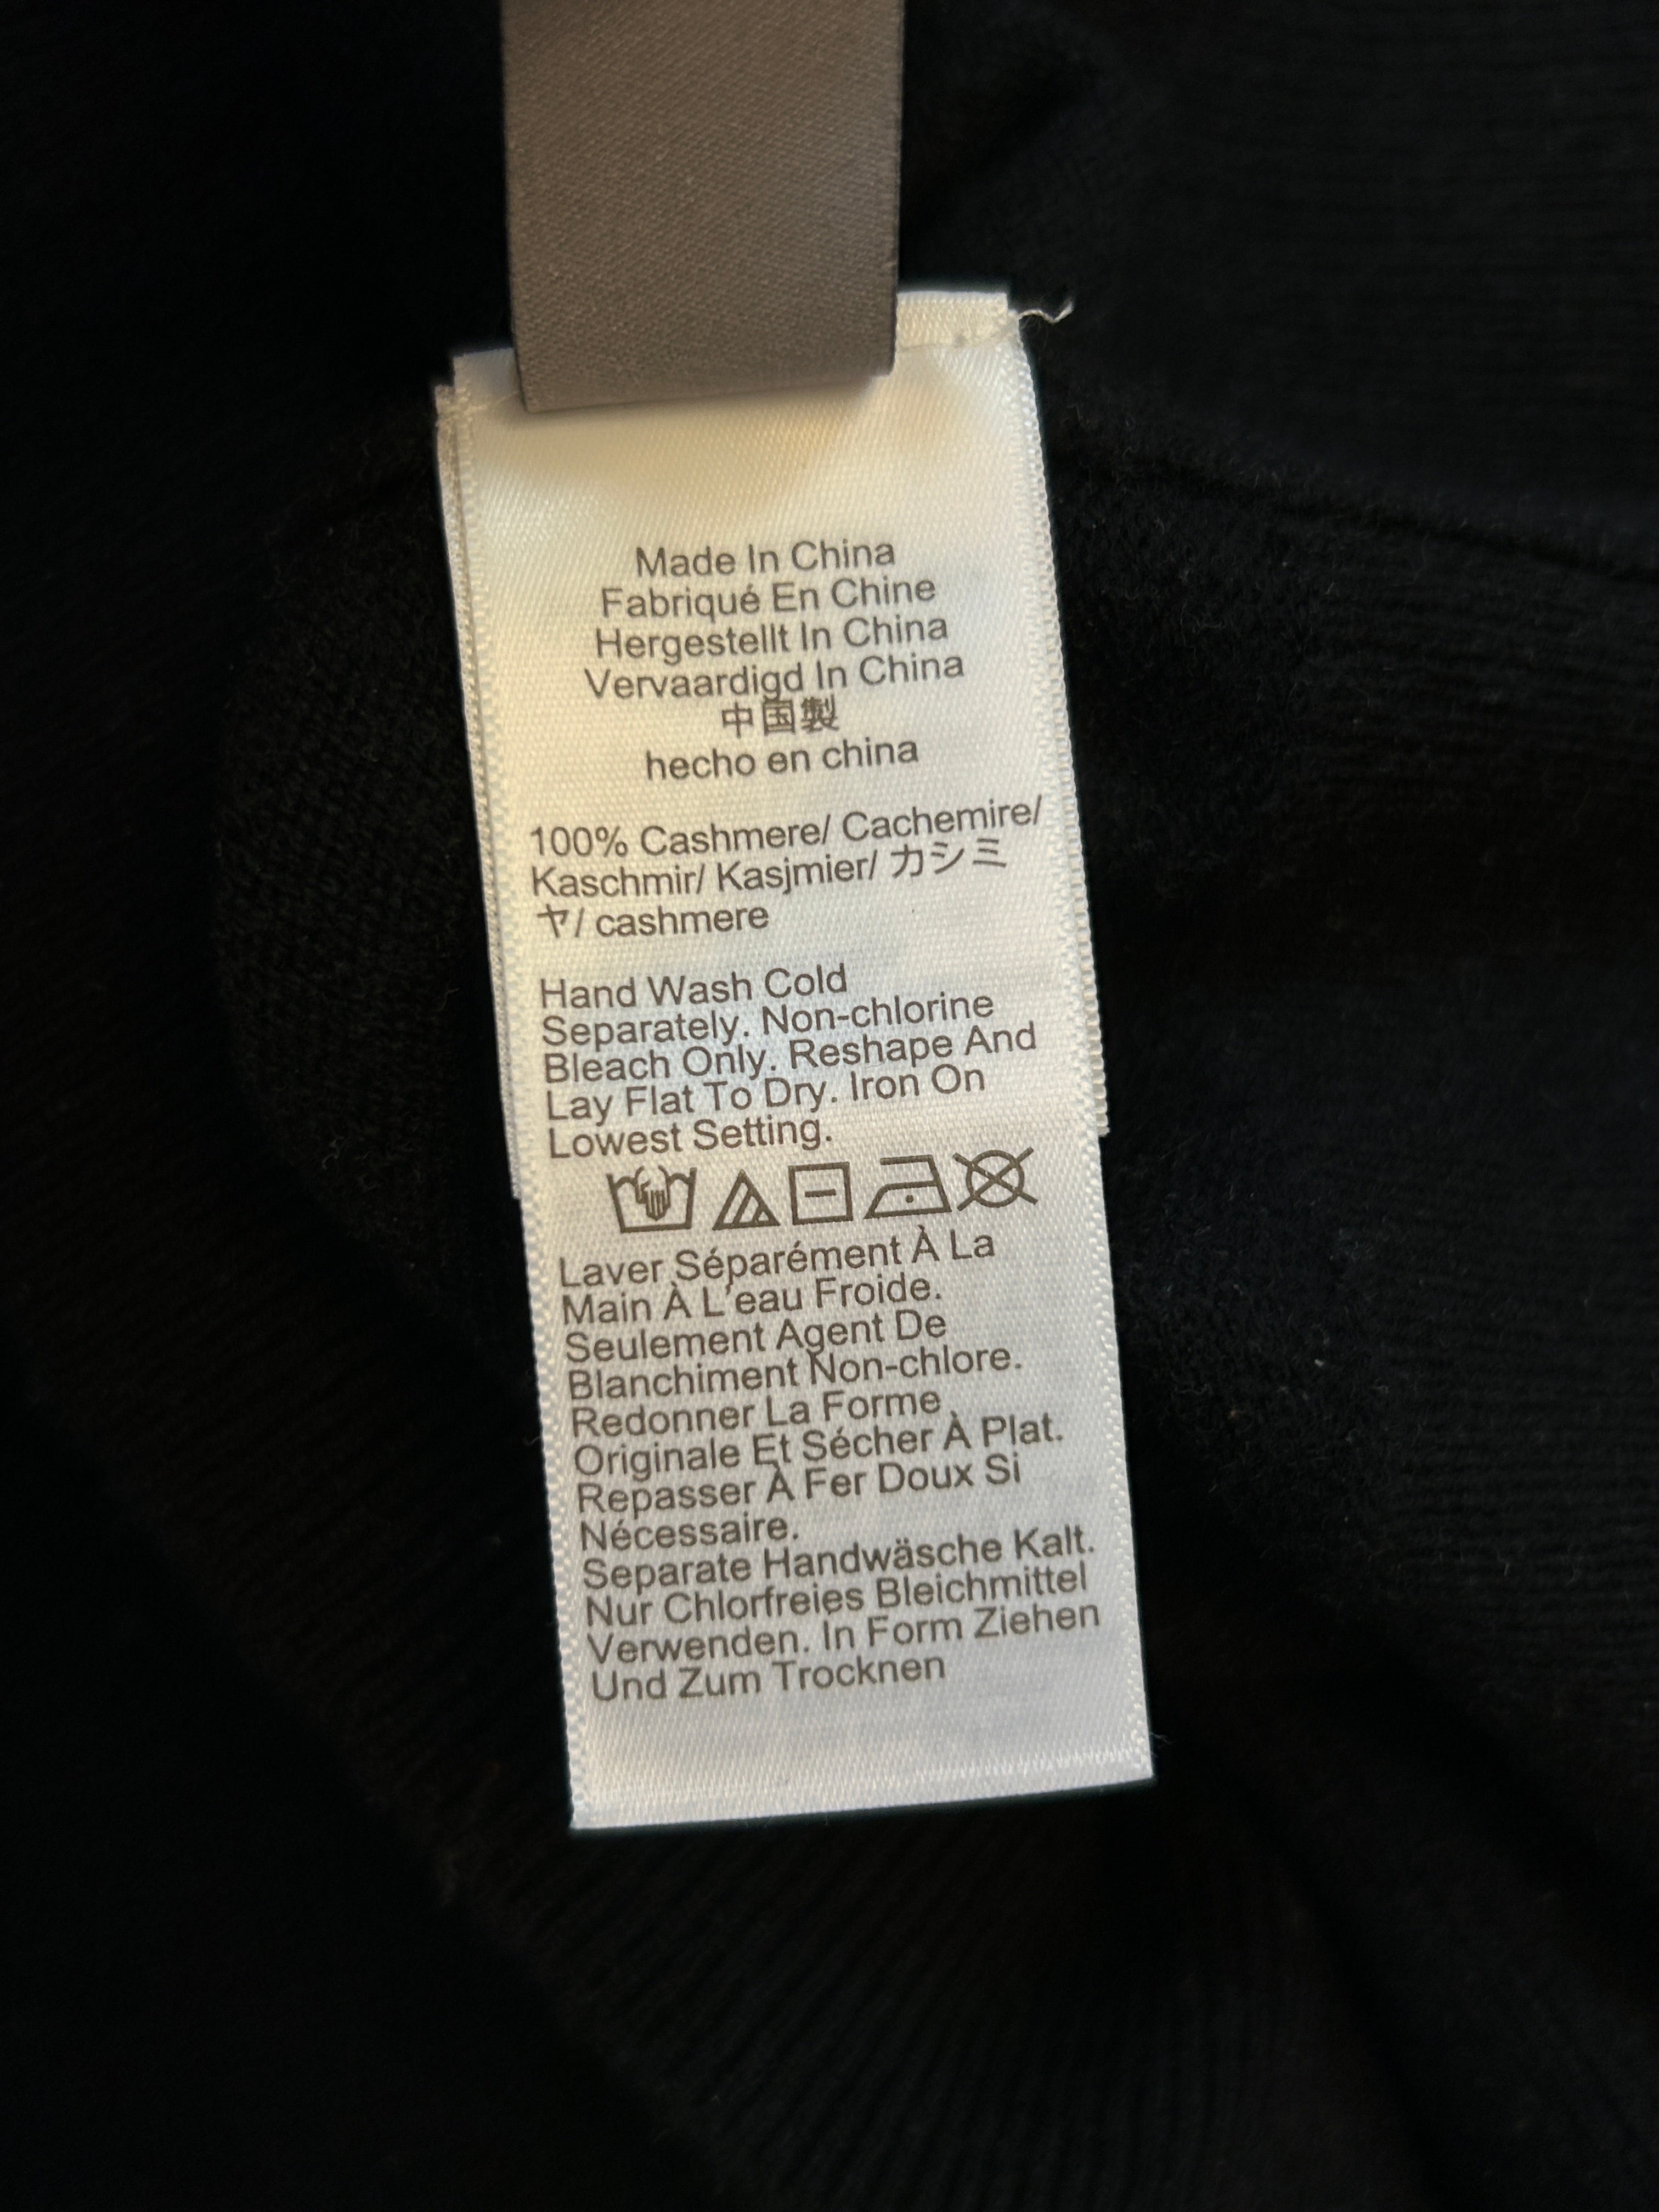 Made In China
Fabriqué En Chine
Hergestellt In China
Vervaardigd In China
中国製
hecho en china
100% Cashmere/ Cachemire/
Kaschmir/ Kasjmier/ カシミ
ヤ/ cashmere
Hand Wash Cold
Separately. Non-chlorine
Bleach Only. Reshape And
Lay Flat To Dry. Iron On
Lowest Setting.
Laver Séparément À La
Main À L'eau Froide.
Seulement Agent De
Blanchiment Non-chlore.
Redonner La Forme
Originale Et Sécher À Plat.
Repasser À Fer Doux Si
Nécessaire.
Separate Handwäsche Kalt.
Nur Chlorfreies Bleichmittel
Verwenden. In Form Ziehen
Und Zum Trocknen